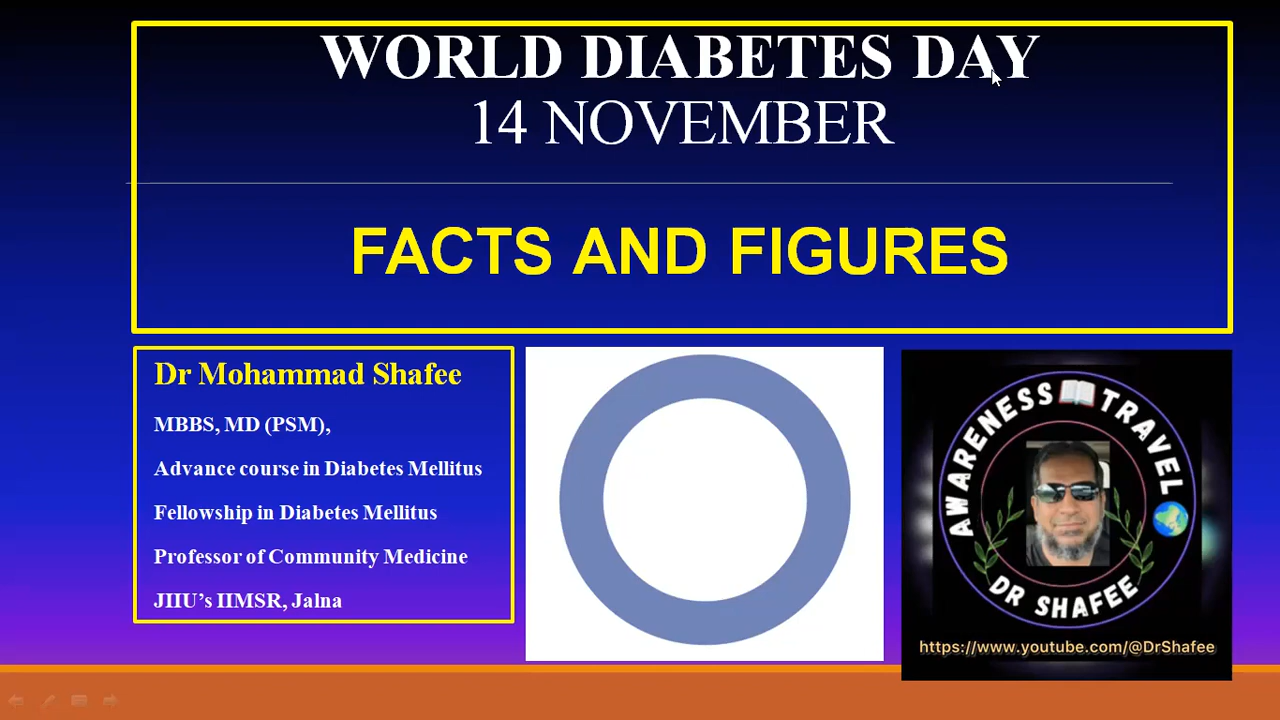 WORLD DIABETES DAY
14 NOVEMBER
FACTS AND FIGURES
Dr Mohammad Shafee
MBBS, MD (PSM),
Advance course in Diabetes Mellitus
Fellowship in Diabetes Mellitus
Professor of Community Medicine
JIIU’s IIMSR, Jalna
AWARENESS TRAVEL
DR SHAFEE
https://www.youtube.com/@DrShafee